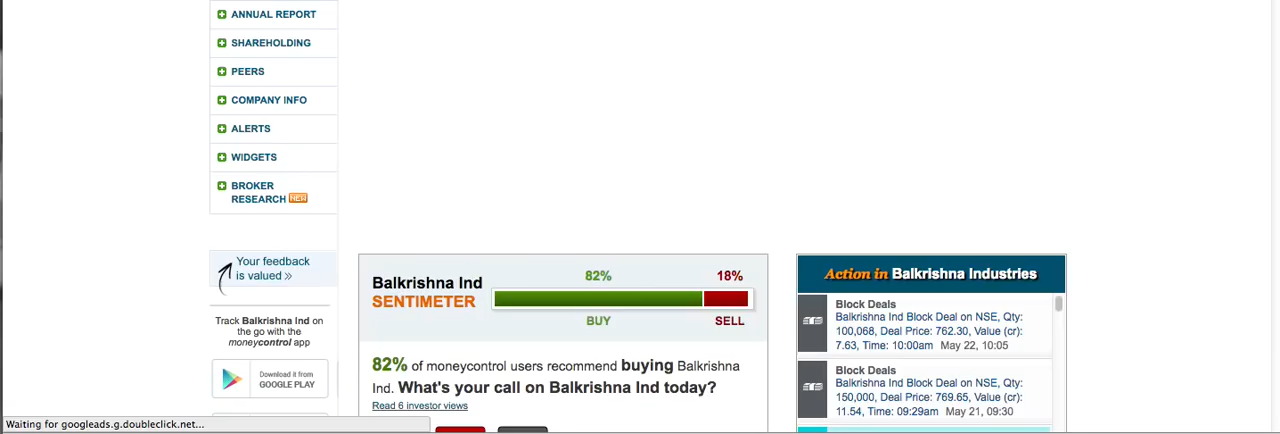 ANNUAL REPORT
SHAREHOLDING
PEERS
COMPANY INFO
ALERTS
WIDGETS
BROKER
RESEARCH NEW
Your feedback
is valued »
Track Balkrishna Ind on
the go with the
moneycontrol app
Download it from
GOOGLE PLAY
Balkrishna Ind
SENTIMETER
82%
18%
BUY
SELL
82% of moneycontrol users recommend buying Balkrishna
Ind. What's your call on Balkrishna Ind today?
Read 6 investor views
Action in Balkrishna Industries
Block Deals
Balkrishna Ind Block Deal on NSE, Qty:
100,068, Deal Price: 762.30, Value (cr):
7.63, Time: 10:00am May 22, 10:05
Block Deals
Balkrishna Ind Block Deal on NSE, Qty:
150,000, Deal Price: 769.65, Value (cr):
11.54, Time: 09:29am May 21, 09:30
Waiting for googleads.g.doubleclick.net...